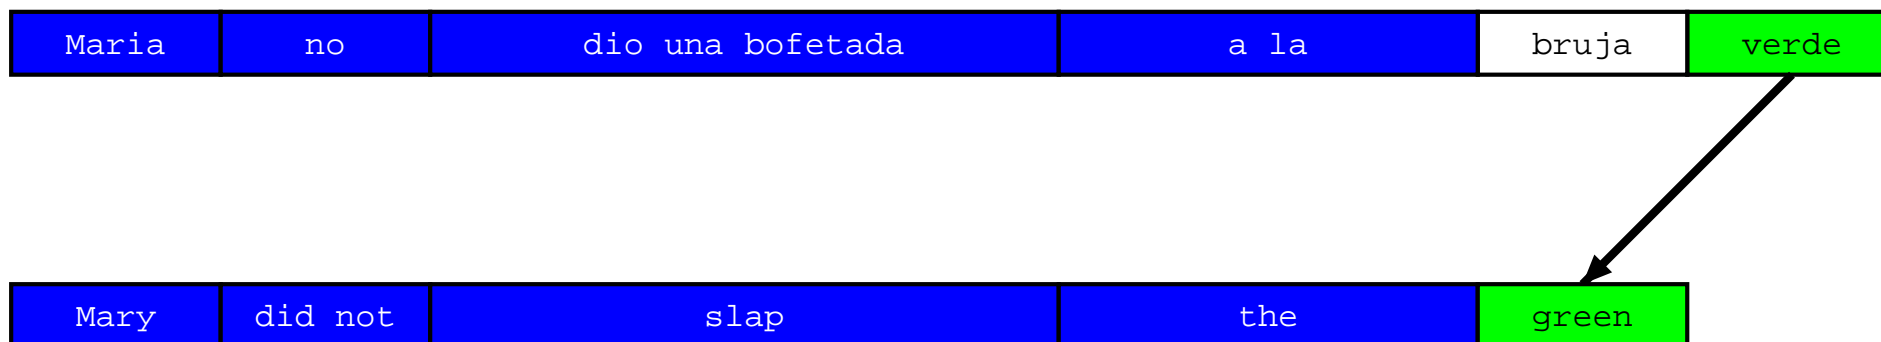 Maria no dio una bofetada a la bruja verde
Mary did not slap the green